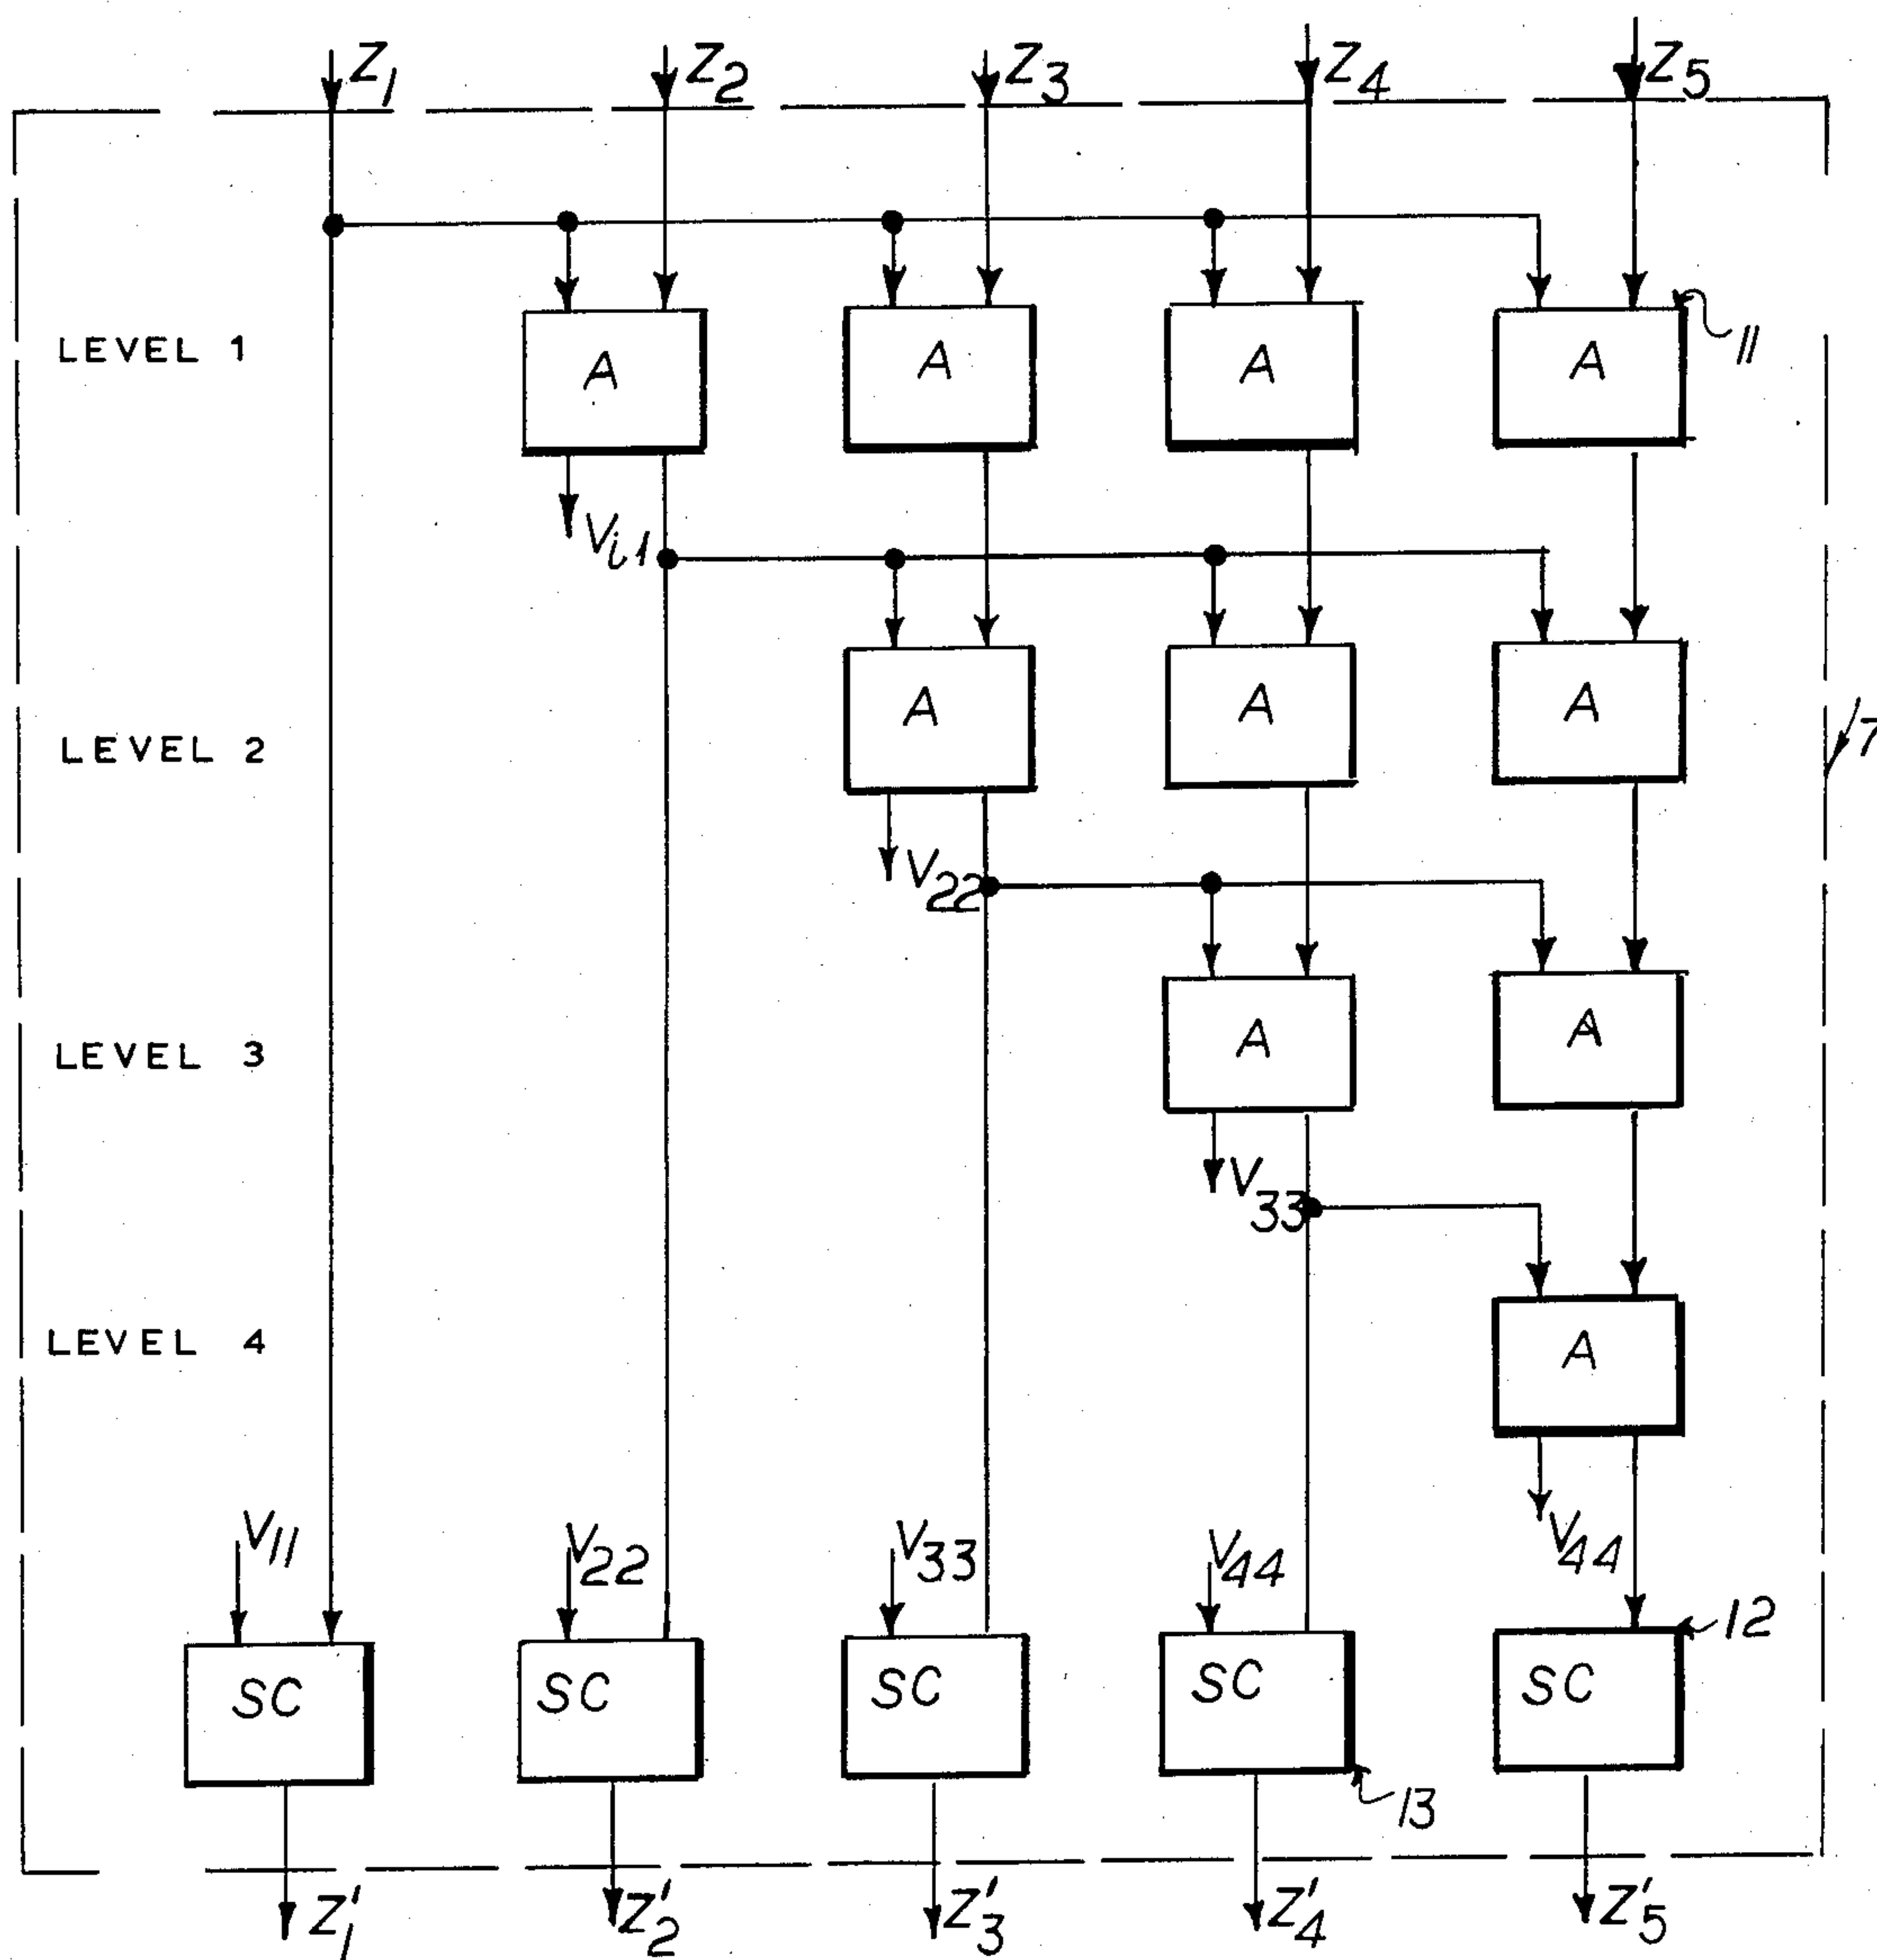 Z1 Z2 Z3 Z4 Z5
LEVEL 1 A A A A 11
Vi1
LEVEL 2 A A A 7
V22
LEVEL 3 A A
V33
LEVEL 4 A
V11 V22 V33 V44 V44
SC SC SC SC SC 12
13
Z'1 Z'2 Z'3 Z'4 Z'5